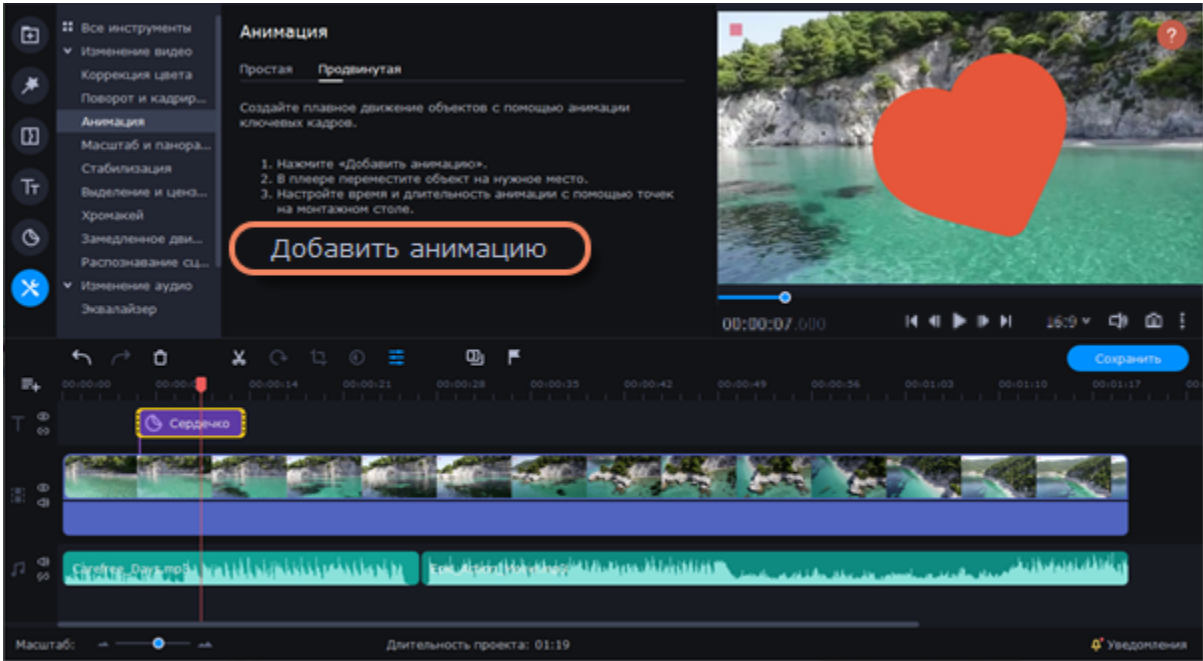 Все инструменты
Изменение видео
Коррекция цвета
Поворот и кадрир...
Анимация
Масштаб и панора...
Стабилизация
Выделение и ценз...
Хромакей
Замедленное дви...
Распознавание сц...
Изменение аудио
Эквалайзер
Анимация
Простая Продвинутая
Создайте плавное движение объектов с помощью анимации
ключевых кадров.
1. Нажмите «Добавить анимацию».
2. В плеере переместите объект на нужное место.
3. Настройте время и длительность анимации с помощью точек
на монтажном столе.
Добавить анимацию
?
00:00:07.600
16:9
Сохранить
00:00:00 00:00:14 00:00:21 00:00:28 00:00:35 00:00:42 00:00:49 00:00:56 00:01:03 00:01:10 00:01:17
Сердечко
Carefree_Days.mp3
Масштаб:
Длительность проекта: 01:19
Уведомления